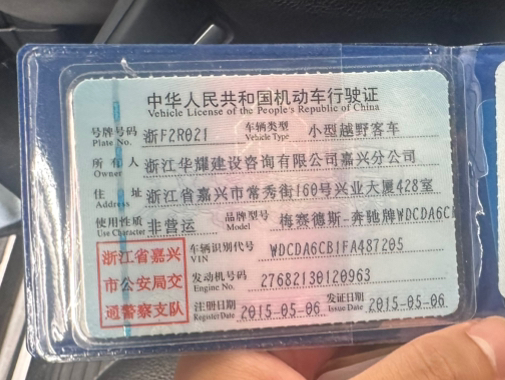 中华人民共和国机动车行驶证
Vehicle License of the People's Republic of China
号牌号码 浙F2R021 车辆类型 小型越野客车
Plate No. Vehicle Type
所有人 浙江华耀建设咨询有限公司嘉兴分公司
Owner
住址 浙江省嘉兴市常秀街160号兴业大厦428室
Address
使用性质 非营运 品牌型号 梅赛德斯-奔驰牌WDCDA6C
Use Character Model
浙江省嘉兴
市公安局交
通警察支队
车辆识别代号 WDCDA6CB1FA487205
VIN
发动机号码 27682130120963
Engine No.
注册日期 2015-05-06 发证日期 2015-05-06
Register Date Issue Date